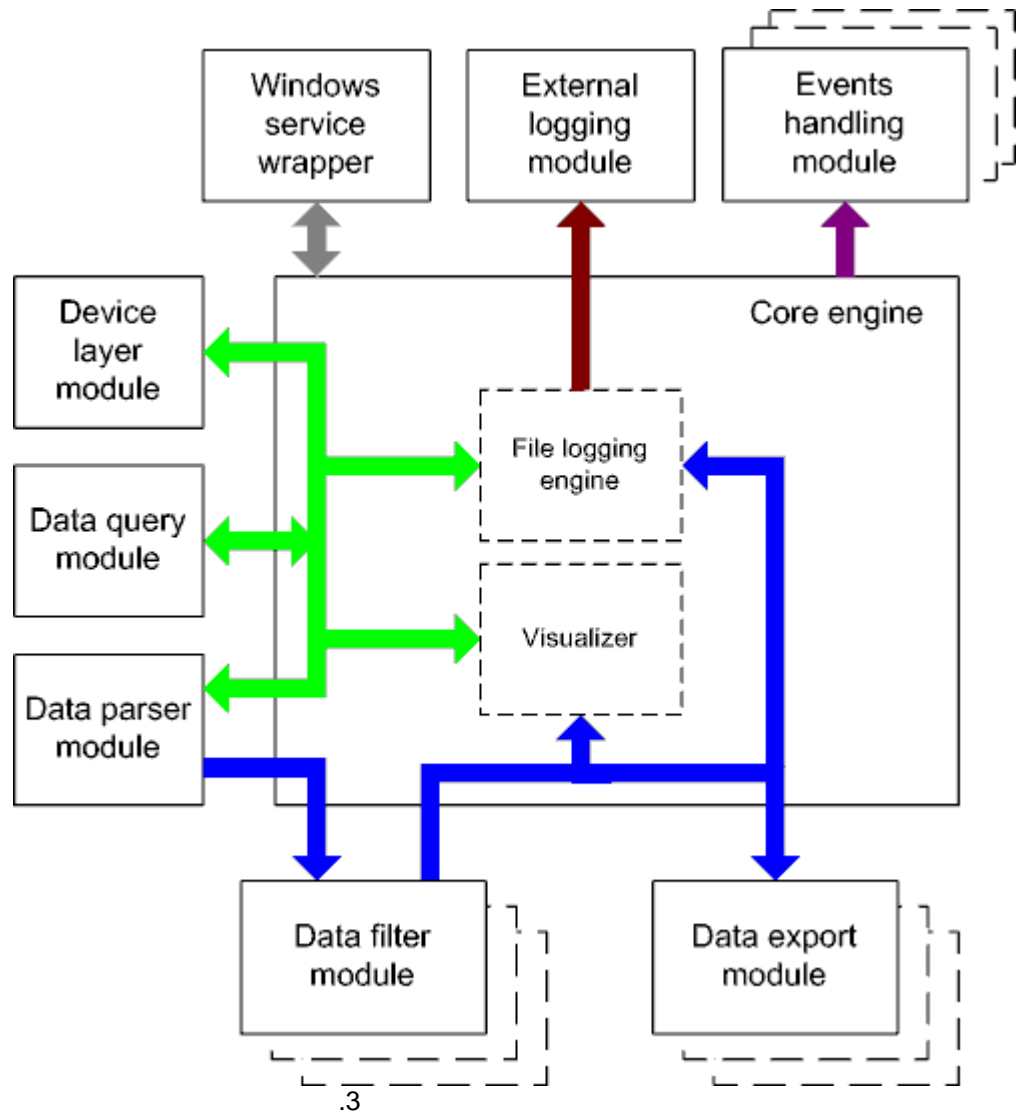 Windows
service
wrapper
External
logging
module
Events
handling
module
Device
layer
module
Core engine
File logging
engine
Data query
module
Visualizer
Data parser
module
Data filter
module
Data export
module
.3